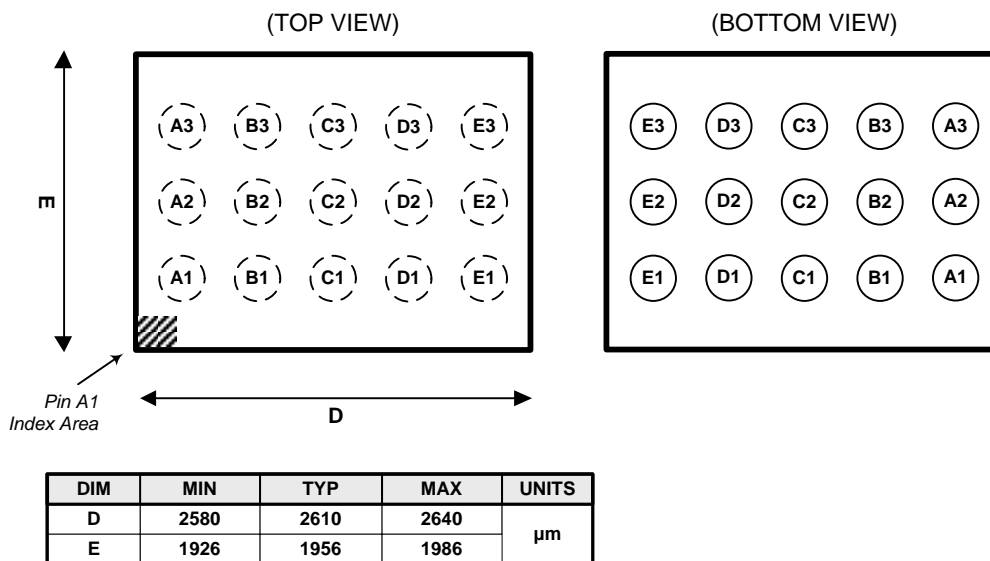 (TOP VIEW)
(BOTTOM VIEW)
A3 B3 C3 D3 E3
A2 B2 C2 D2 E2
A1 B1 C1 D1 E1
E3 D3 C3 B3 A3
E2 D2 C2 B2 A2
E1 D1 C1 B1 A1
E
Pin A1
Index Area
D
DIM MIN TYP MAX UNITS
D 2580 2610 2640 µm
E 1926 1956 1986